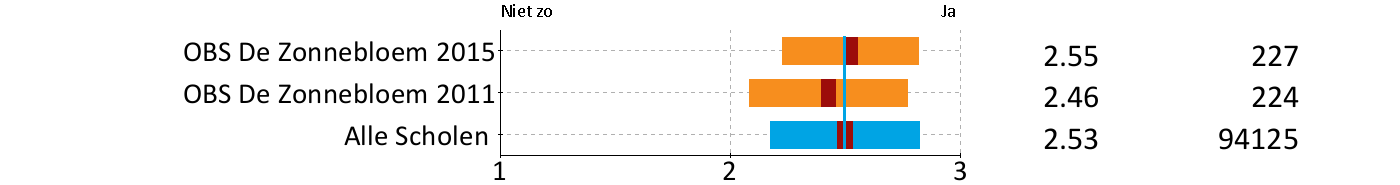 Niet zo Ja
OBS De Zonnebloem 2015 2.55 227
OBS De Zonnebloem 2011 2.46 224
Alle Scholen 2.53 94125
1 2 3